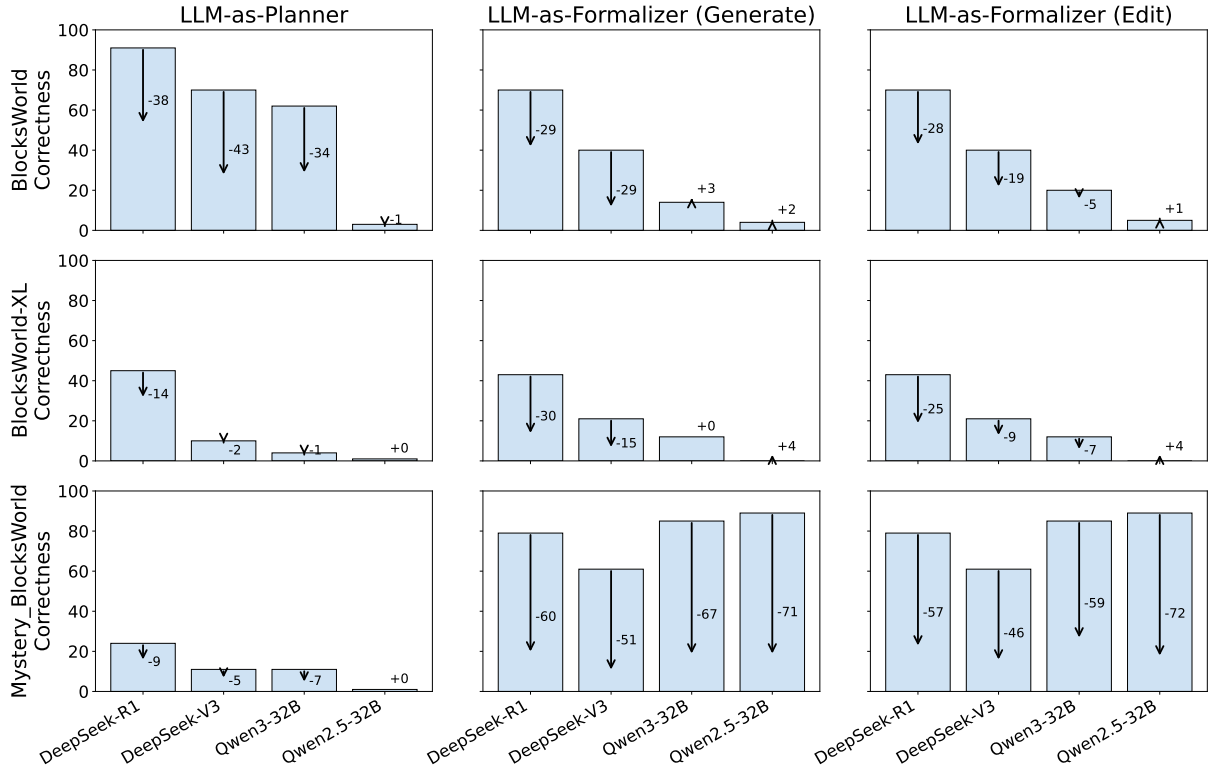 LLM-as-Planner
LLM-as-Formalizer (Generate)
LLM-as-Formalizer (Edit)
BlocksWorld
Correctness
100
80
60
40
20
0
-38
-43
-34
-1
-29
-29
+3
+2
-28
-19
-5
+1
BlocksWorld-XL
Correctness
100
80
60
40
20
0
-14
-2
-1
+0
-30
-15
+0
+4
-25
-9
-7
+4
Mystery_BlocksWorld
Correctness
100
80
60
40
20
0
-9
-5
-7
+0
-60
-51
-67
-71
-57
-46
-59
-72
DeepSeek-R1
DeepSeek-V3
Qwen3-32B
Qwen2.5-32B
DeepSeek-R1
DeepSeek-V3
Qwen3-32B
Qwen2.5-32B
DeepSeek-R1
DeepSeek-V3
Qwen3-32B
Qwen2.5-32B